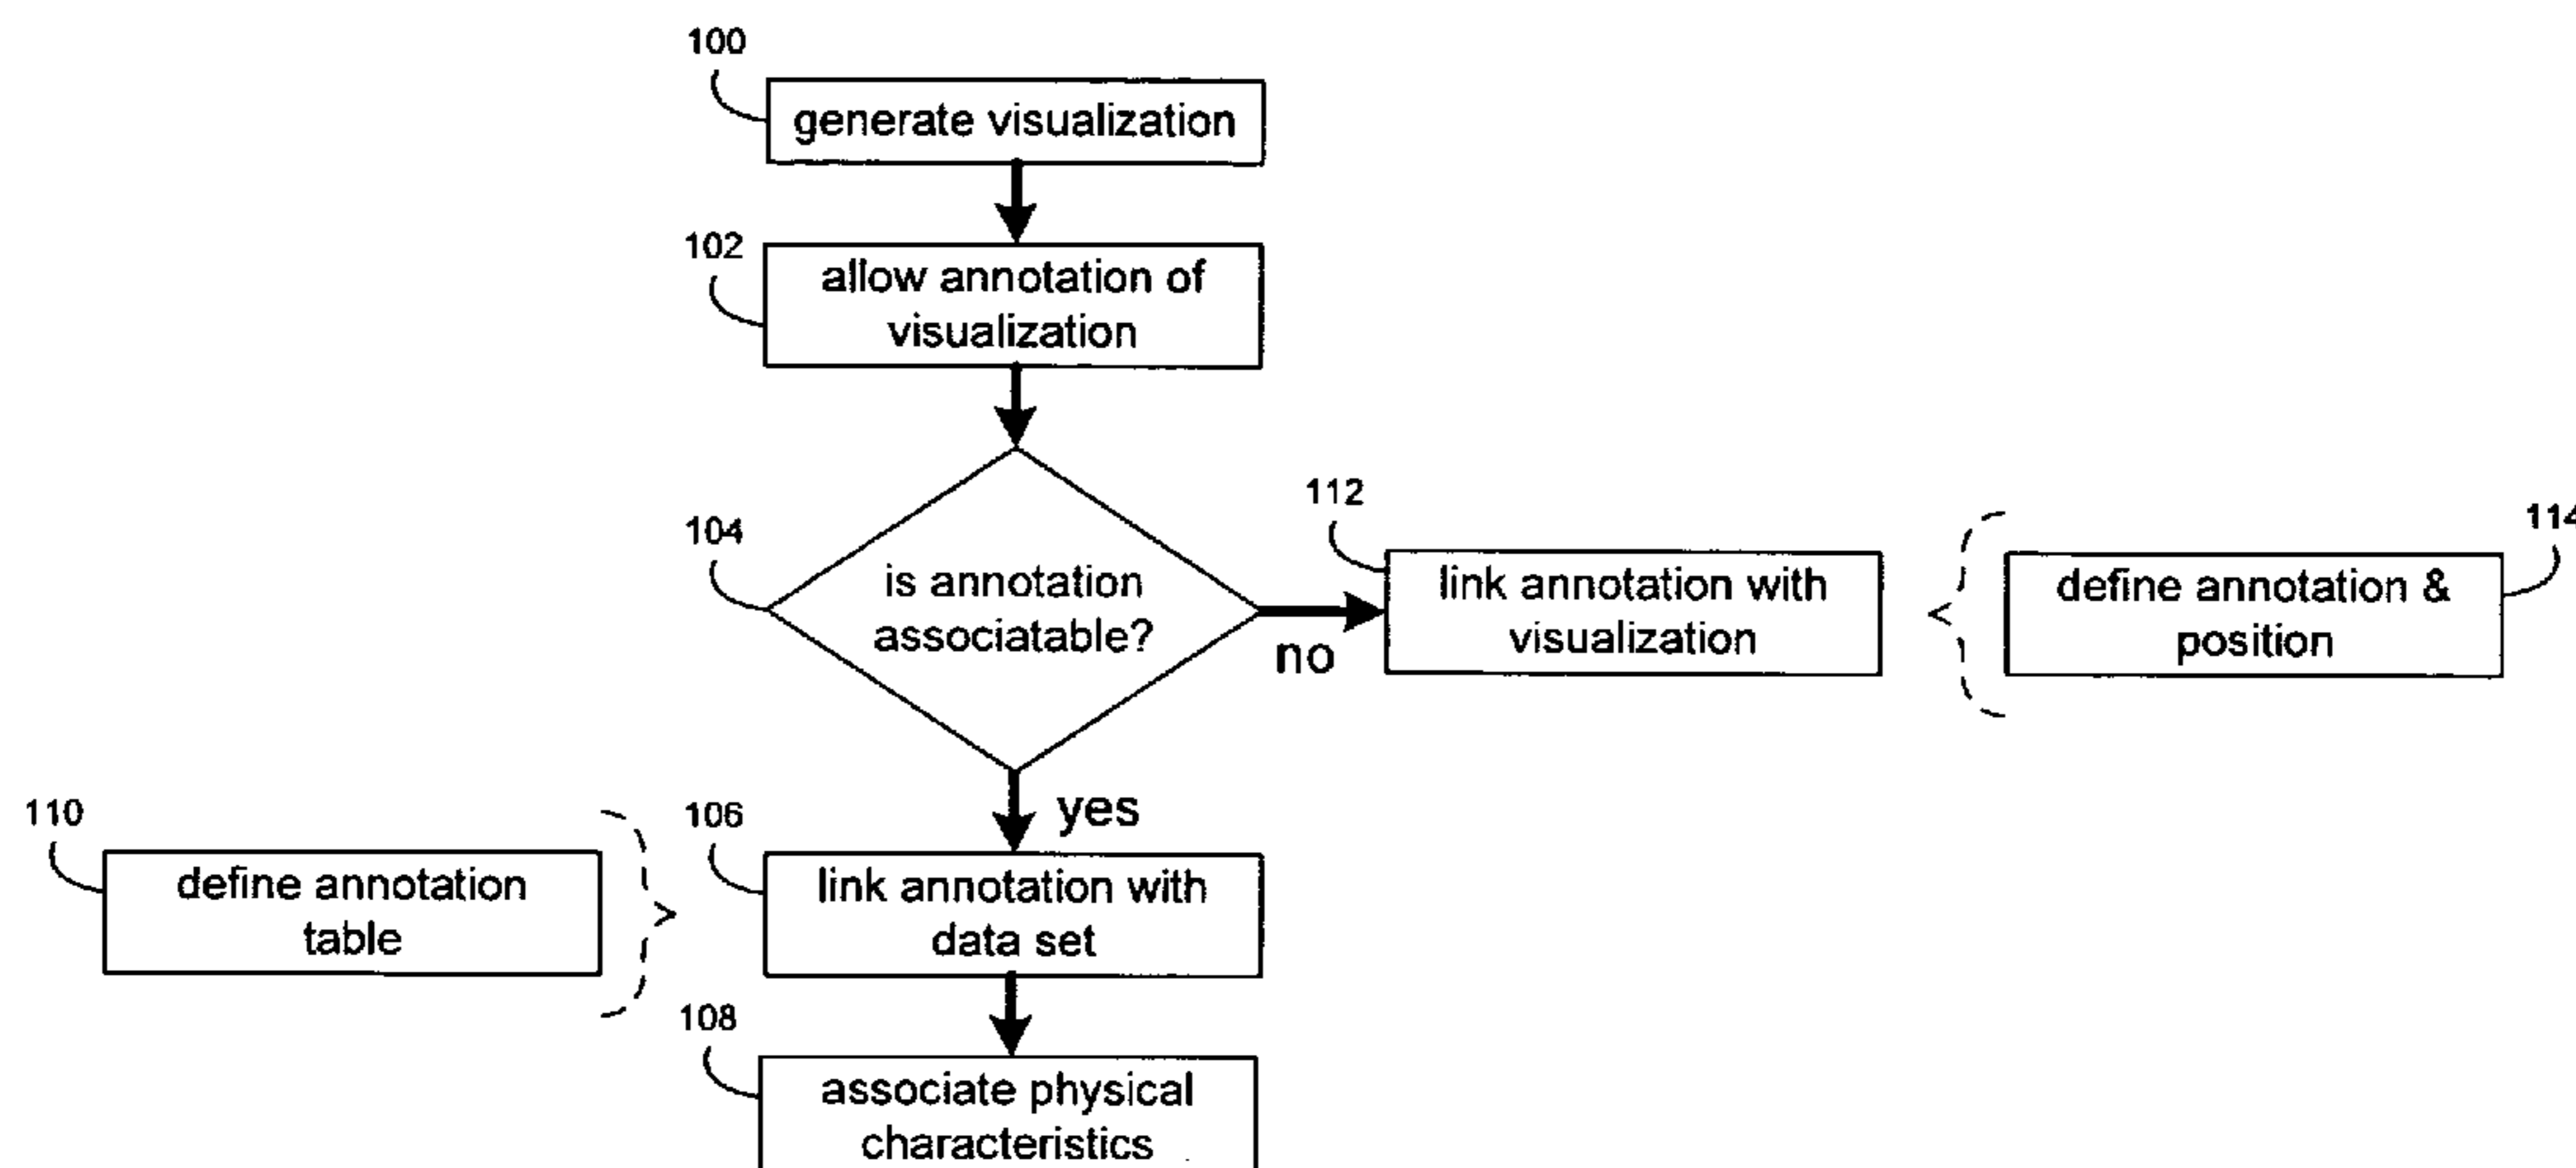 100
generate visualization
102
allow annotation of
visualization
104
is annotation
associatable?
no
112
link annotation with
visualization
114
define annotation &
position
yes
110
define annotation
table
106
link annotation with
data set
108
associate physical
characteristics